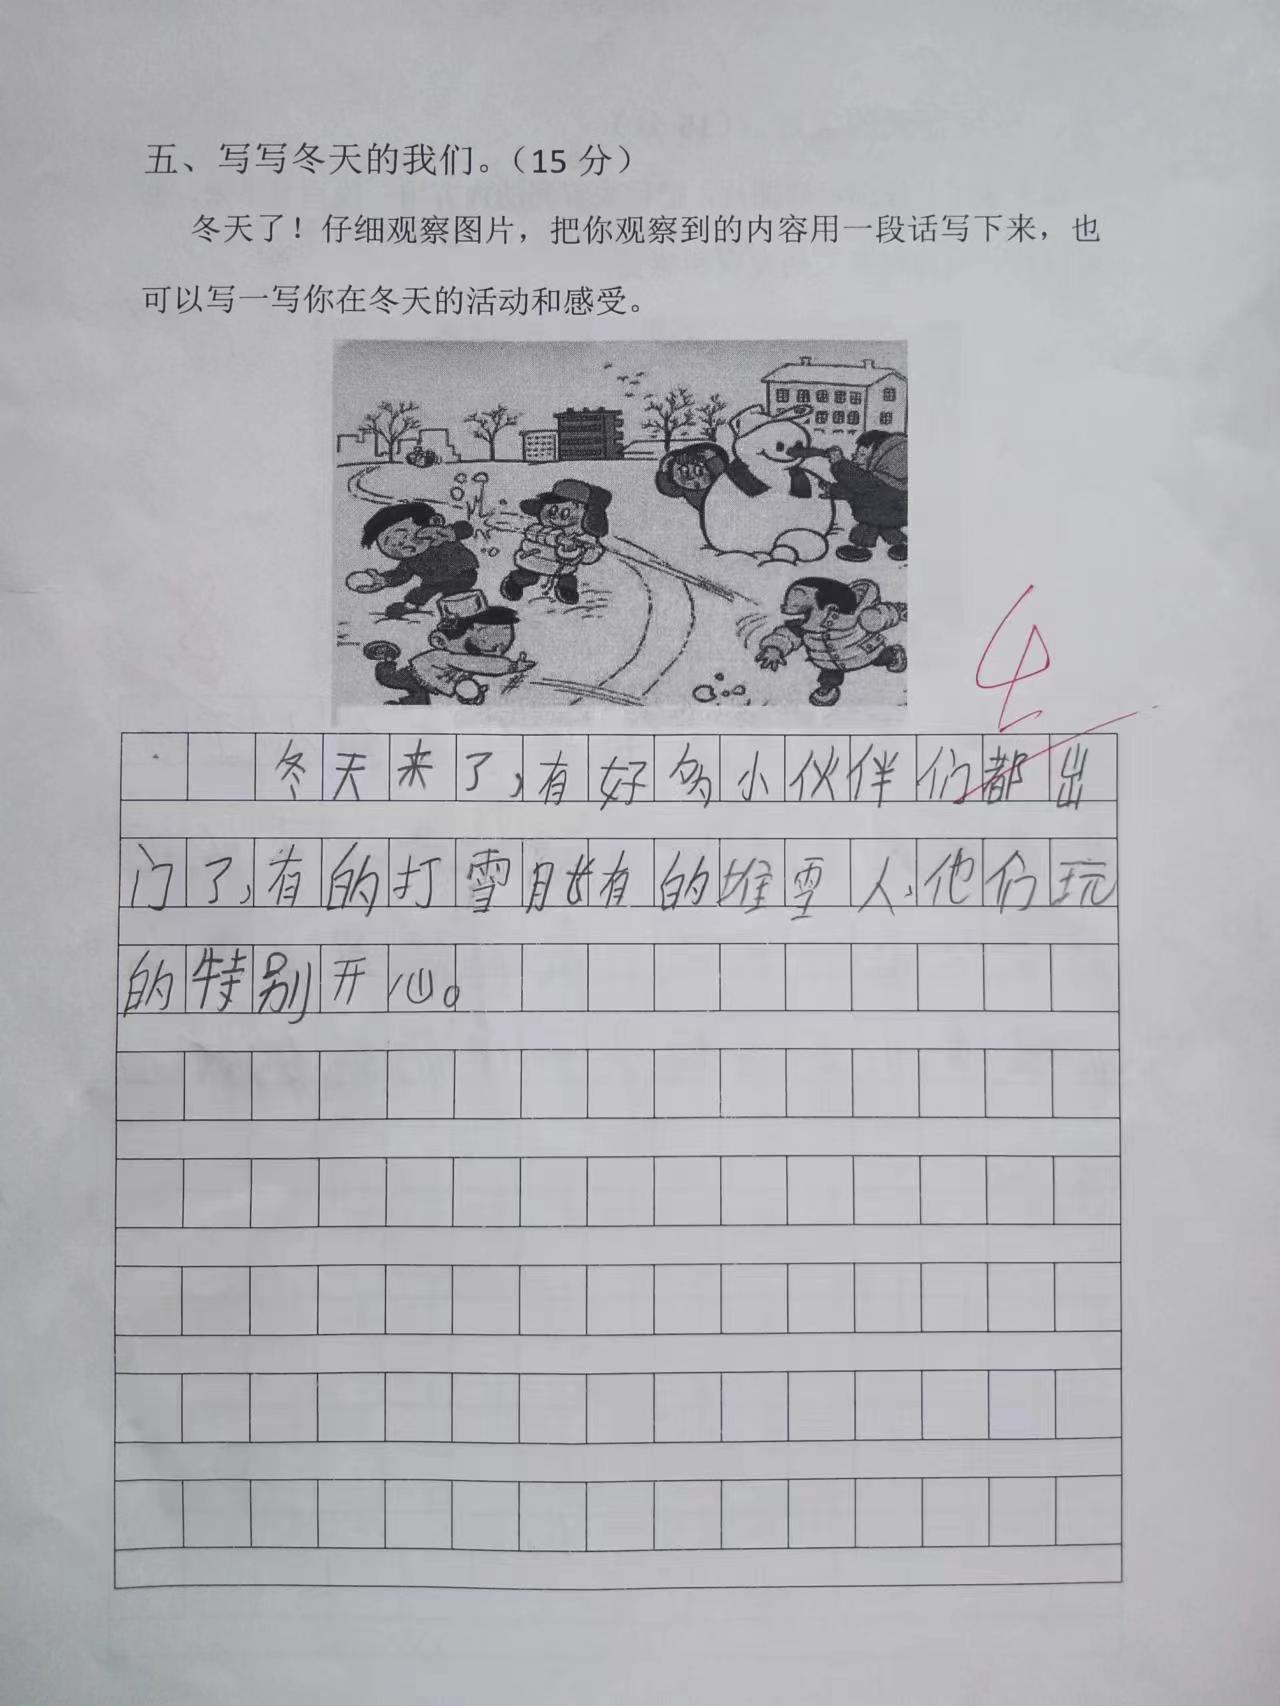 五、写写冬天的我们。（15 分）
冬天了！仔细观察图片，把你观察到的内容用一段话写下来，也
可以写一写你在冬天的活动和感受。
4
冬天来了，有好多小伙伴们都出
门了，有的打雪有的堆雪人，他们玩
的特别开心。